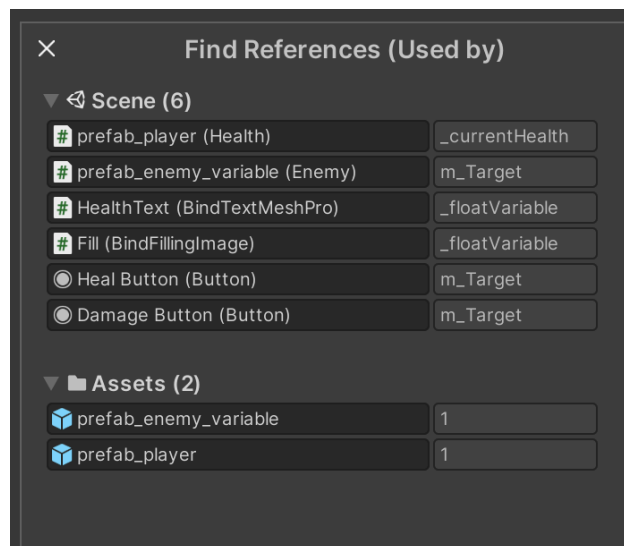 Find References (Used by)
Scene (6)
prefab_player (Health) _currentHealth
prefab_enemy_variable (Enemy) m_Target
HealthText (BindTextMeshPro) _floatVariable
Fill (BindFillingImage) _floatVariable
Heal Button (Button) m_Target
Damage Button (Button) m_Target
Assets (2)
prefab_enemy_variable 1
prefab_player 1